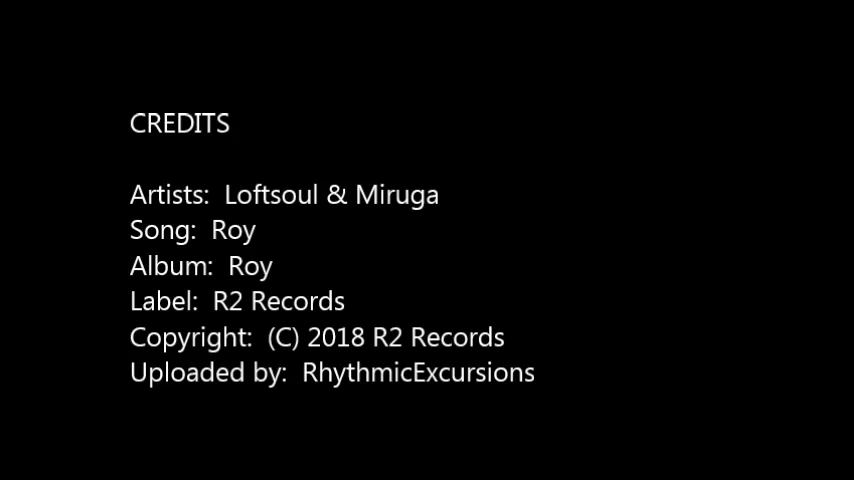 CREDITS
Artists:  Loftsoul & Miruga
Song:  Roy
Album:  Roy
Label:  R2 Records
Copyright:  (C) 2018 R2 Records
Uploaded by:  RhythmicExcursions